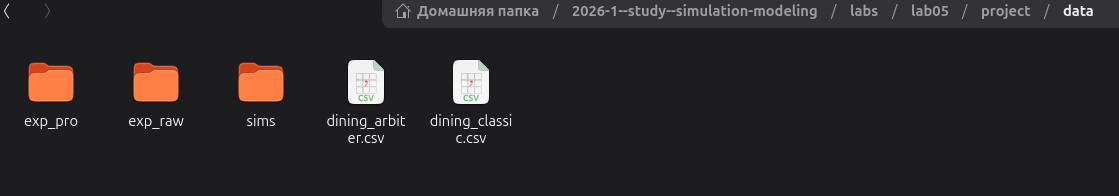 Домашняя папка / 2026-1--study--simulation-modeling / labs / lab05 / project / data
exp_pro
exp_raw
sims
CSV
dining_arbit
er.csv
CSV
dining_classi
c.csv